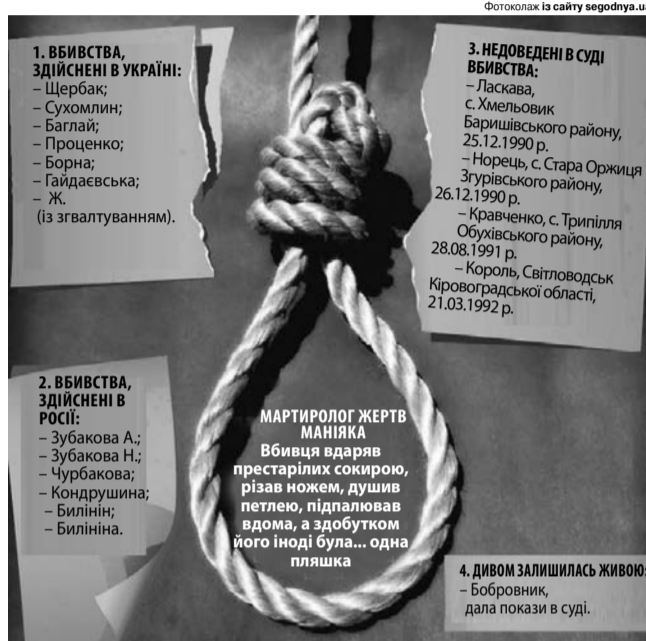 Фотоколаж із сайту segodnya.ua
1. ВБИВСТВА,
ЗДІЙСНЕНІ В УКРАЇНІ:
– Щербак;
– Сухомлин;
– Баглай;
– Проценко;
– Борна;
– Гайдаєвська;
– Ж.
(із згвалтуванням).
3. НЕДОВЕДЕНІ В СУДІ
ВБИВСТВА:
– Ласкава,
с. Хмельовик
Баришівського району,
25.12.1990 р.
– Норець, с. Стара Оржиця
Згурівського району,
26.12.1990 р.
– Кравченко, с. Трипілля
Обухівського району,
28.08.1991 р.
– Король, Світловодськ
Кіровоградської області,
21.03.1992 р.
2. ВБИВСТВА,
ЗДІЙСНЕНІ В
РОСІЇ:
– Зубакова А.;
– Зубакова Н.;
– Чурбакова;
– Кондрушина;
– Билінін;
– Билініна.
МАРТИРОЛОГ ЖЕРТВ
МАНІЯКА
Вбивця вдаряв
престарілих сокирою,
різав ножем, душив
петлею, підпалював
вдома, а здобутком
його іноді була... одна
пляшка
4. ДИВОМ ЗАЛИШИЛАСЬ ЖИВОЮ:
– Бобровник,
дала покази в суді.